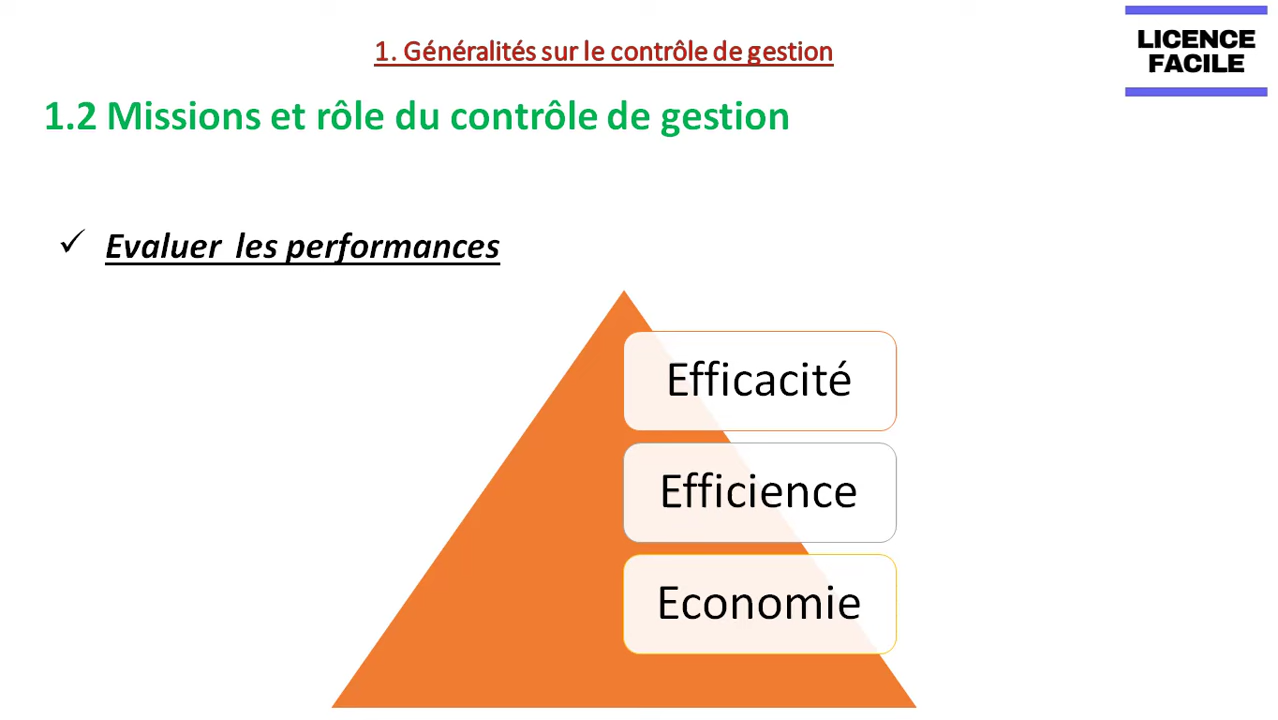 1. Généralités sur le contrôle de gestion
LICENCE
FACILE
1.2 Missions et rôle du contrôle de gestion
✓ Evaluer les performances
Efficacité
Efficience
Economie